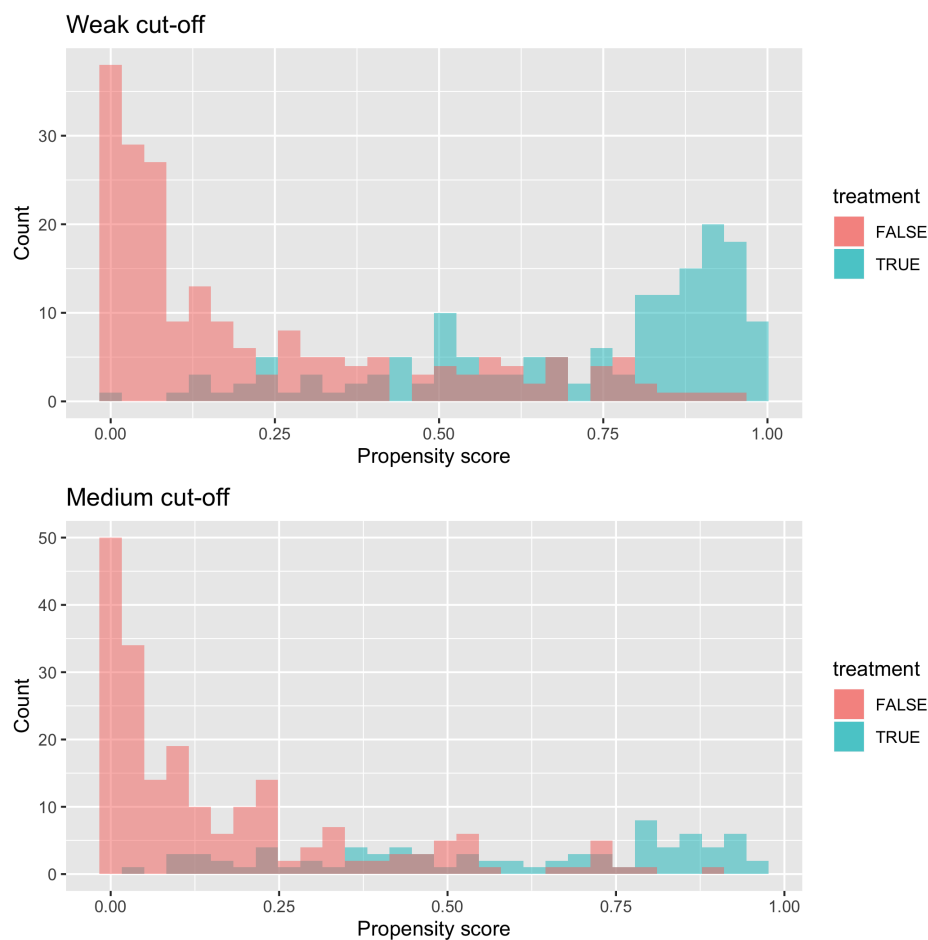 Weak cut-off
30
20
10
0
Count
0.00 0.25 0.50 0.75 1.00
Propensity score
treatment
FALSE
TRUE
Medium cut-off
50
40
30
20
10
0
Count
0.00 0.25 0.50 0.75 1.00
Propensity score
treatment
FALSE
TRUE